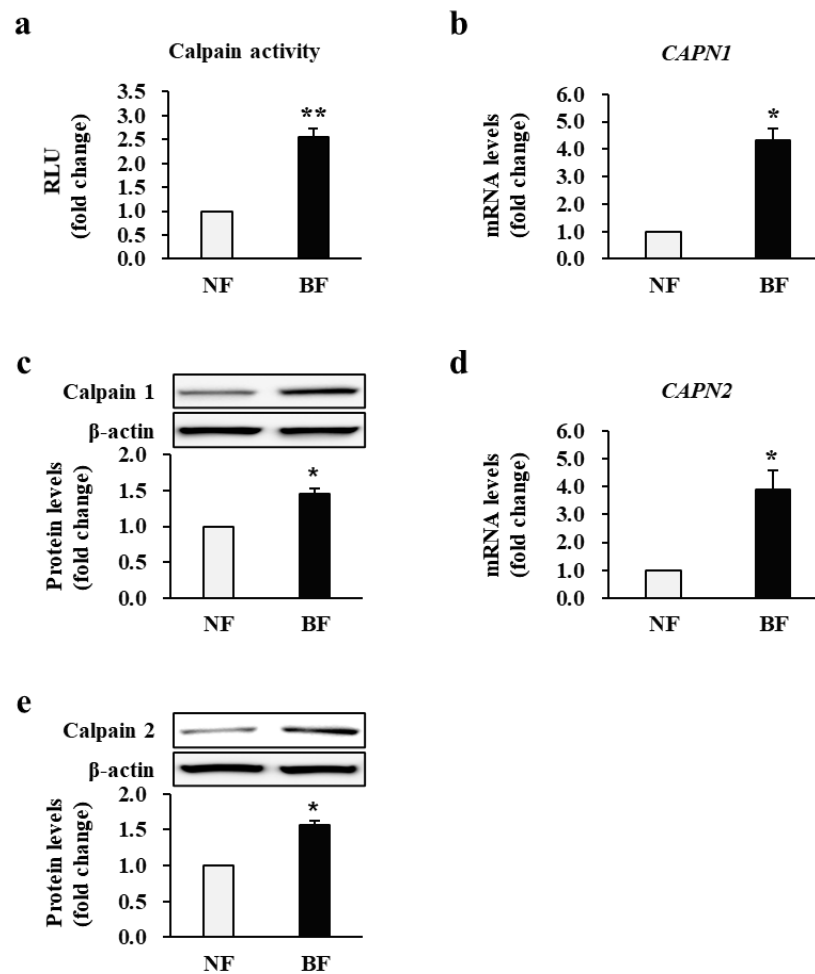 a
Calpain activity
RLU
(fold change)
3.5
3.0
2.5
2.0
1.5
1.0
0.5
0.0
**
NF BF
b
CAPN1
mRNA levels
(fold change)
6.0
5.0
4.0
3.0
2.0
1.0
0.0
*
NF BF
c
Calpain 1
β-actin
Protein levels
(fold change)
2.0
1.5
1.0
0.5
0.0
*
NF BF
d
CAPN2
mRNA levels
(fold change)
6.0
5.0
4.0
3.0
2.0
1.0
0.0
*
NF BF
e
Calpain 2
β-actin
Protein levels
(fold change)
2.0
1.5
1.0
0.5
0.0
*
NF BF